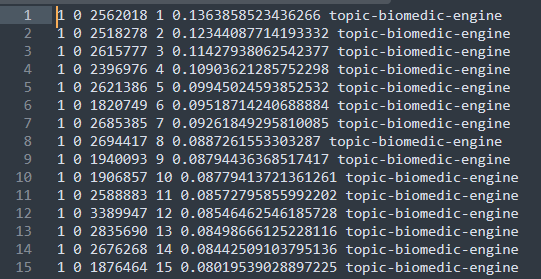 1 1 0 2562018 1 0.1363858523436266 topic-biomedic-engine
2 1 0 2518278 2 0.12344087714193332 topic-biomedic-engine
3 1 0 2615777 3 0.11427938062542377 topic-biomedic-engine
4 1 0 2396976 4 0.10903621285752298 topic-biomedic-engine
5 1 0 2621386 5 0.09945024593852532 topic-biomedic-engine
6 1 0 1820749 6 0.09518714240688884 topic-biomedic-engine
7 1 0 2685385 7 0.09261849295810085 topic-biomedic-engine
8 1 0 2694417 8 0.0887261553303287 topic-biomedic-engine
9 1 0 1940093 9 0.08794436368517417 topic-biomedic-engine
10 1 0 1906857 10 0.08779413721361261 topic-biomedic-engine
11 1 0 2588883 11 0.08572795855992202 topic-biomedic-engine
12 1 0 3389947 12 0.08546462546185728 topic-biomedic-engine
13 1 0 2835690 13 0.08498666125228116 topic-biomedic-engine
14 1 0 2676268 14 0.08442509103795136 topic-biomedic-engine
15 1 0 1876464 15 0.08019539028897225 topic-biomedic-engine